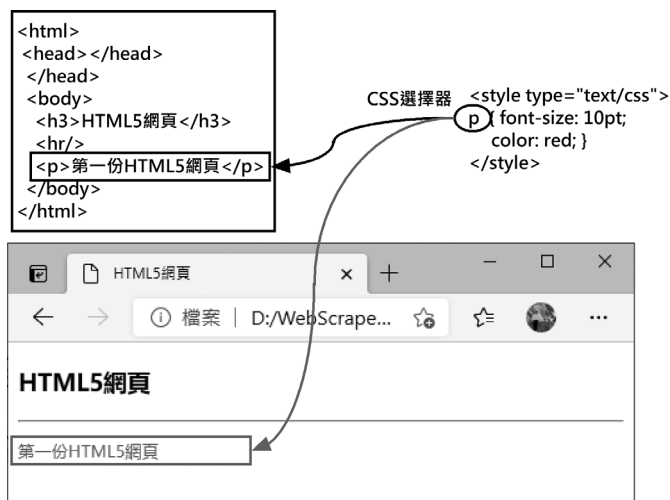 <html>
<head></head>
</head>
<body>
<h3>HTML5網頁</h3>
<hr/>
<p>第一份HTML5網頁</p>
</body>
</html>
CSS選擇器
<style type="text/css">
p { font-size: 10pt;
color: red; }
</style>
HTML5網頁
檔案 | D:/WebScrape...
HTML5網頁
第一份HTML5網頁